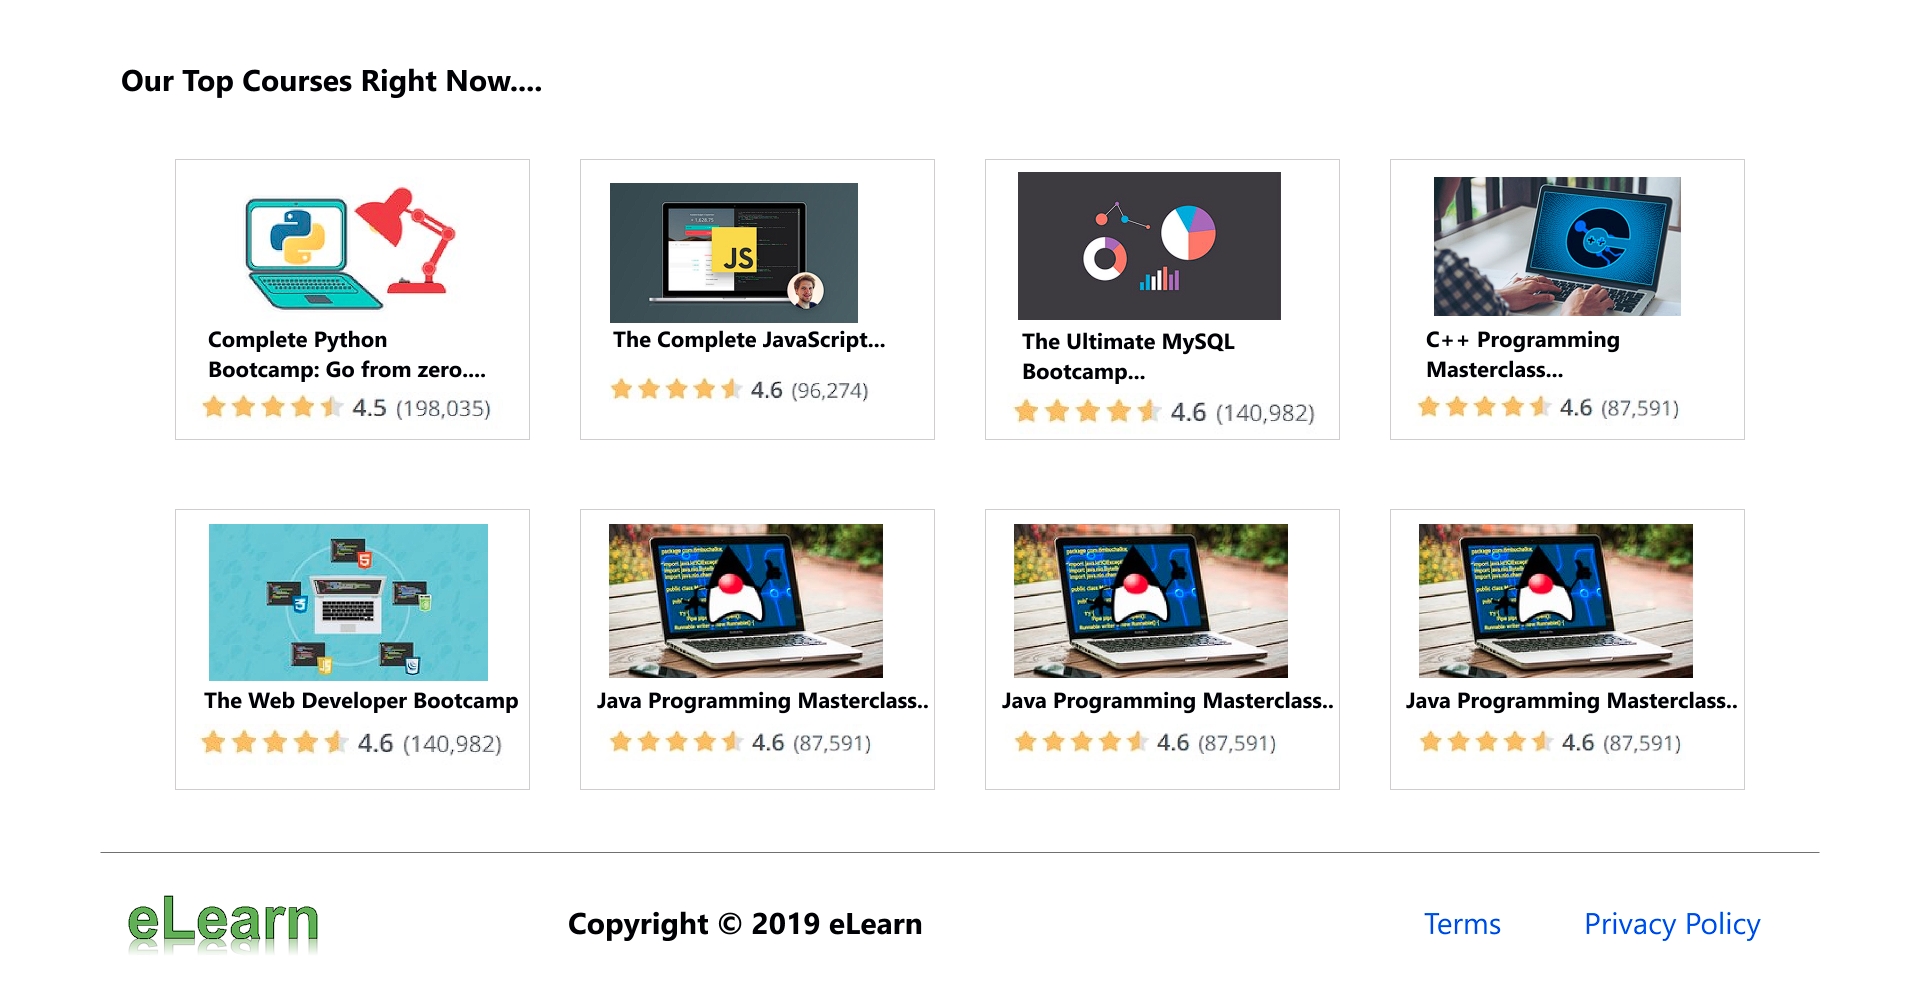 Our Top Courses Right Now....
JS
Complete Python
Bootcamp: Go from zero....
4.5 (198,035)
The Complete JavaScript...
4.6 (96,274)
The Ultimate MySQL
Bootcamp...
4.6 (140,982)
C++ Programming
Masterclass...
4.6 (87,591)
The Web Developer Bootcamp
4.6 (140,982)
Java Programming Masterclass..
4.6 (87,591)
Java Programming Masterclass..
4.6 (87,591)
Java Programming Masterclass..
4.6 (87,591)
eLearn
Copyright © 2019 eLearn
Terms
Privacy Policy